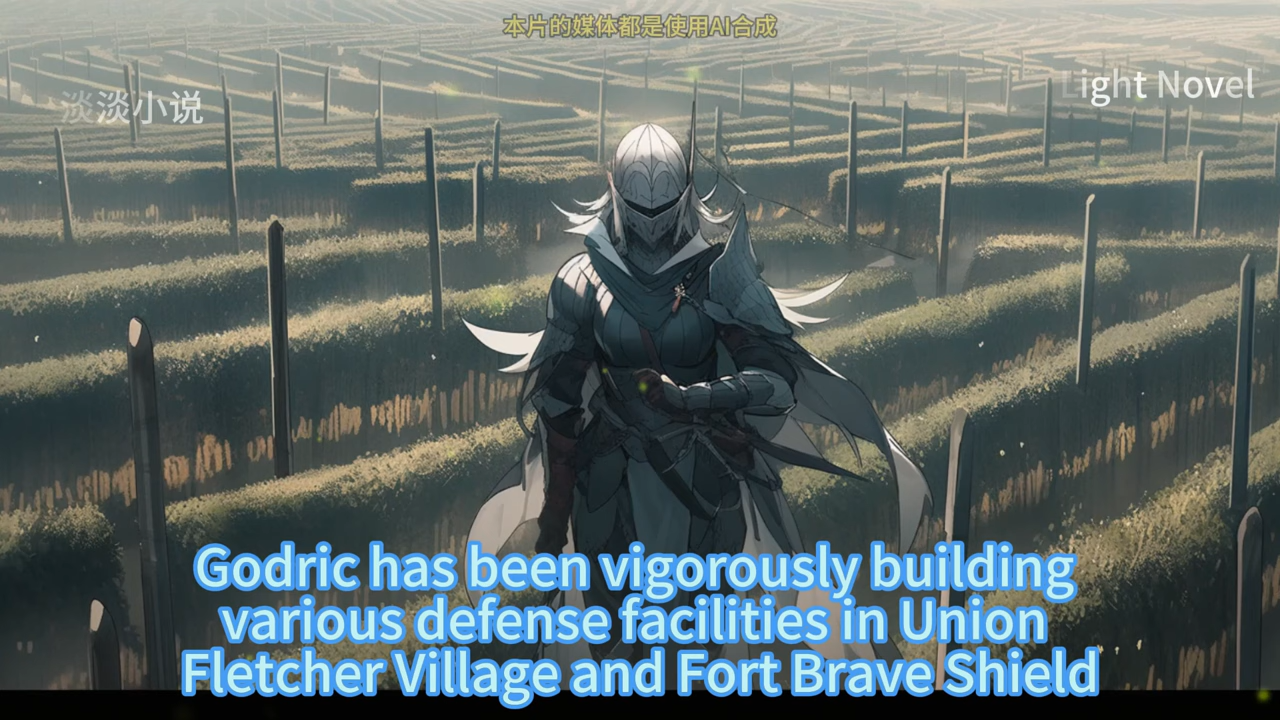 本片的媒体都是使用AI合成
淡淡小说
Light Novel
Godric has been vigorously building
various defense facilities in Union
Fletcher Village and Fort Brave Shield